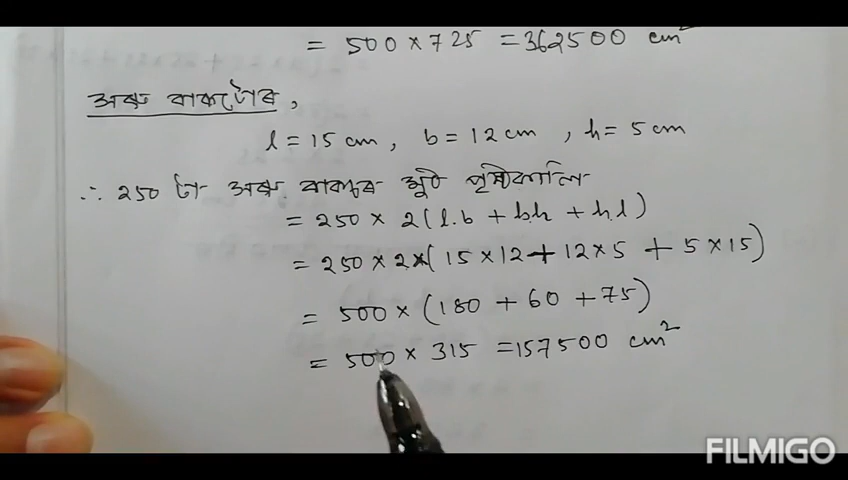 = 500 × 725 = 362500 cm²
সৰু বাকচটোৰ,
l = 15 cm, b = 12 cm, h = 5 cm
∴ 250 টা সৰু বাকচৰ মুঠ পৃষ্ঠকালি
= 250 × 2(l.b + bh + h.l)
= 250 × 2×(15 × 12 + 12 × 5 + 5 × 15)
= 500 × (180 + 60 + 75)
= 500 × 315 = 157500 cm²
FILMIGO